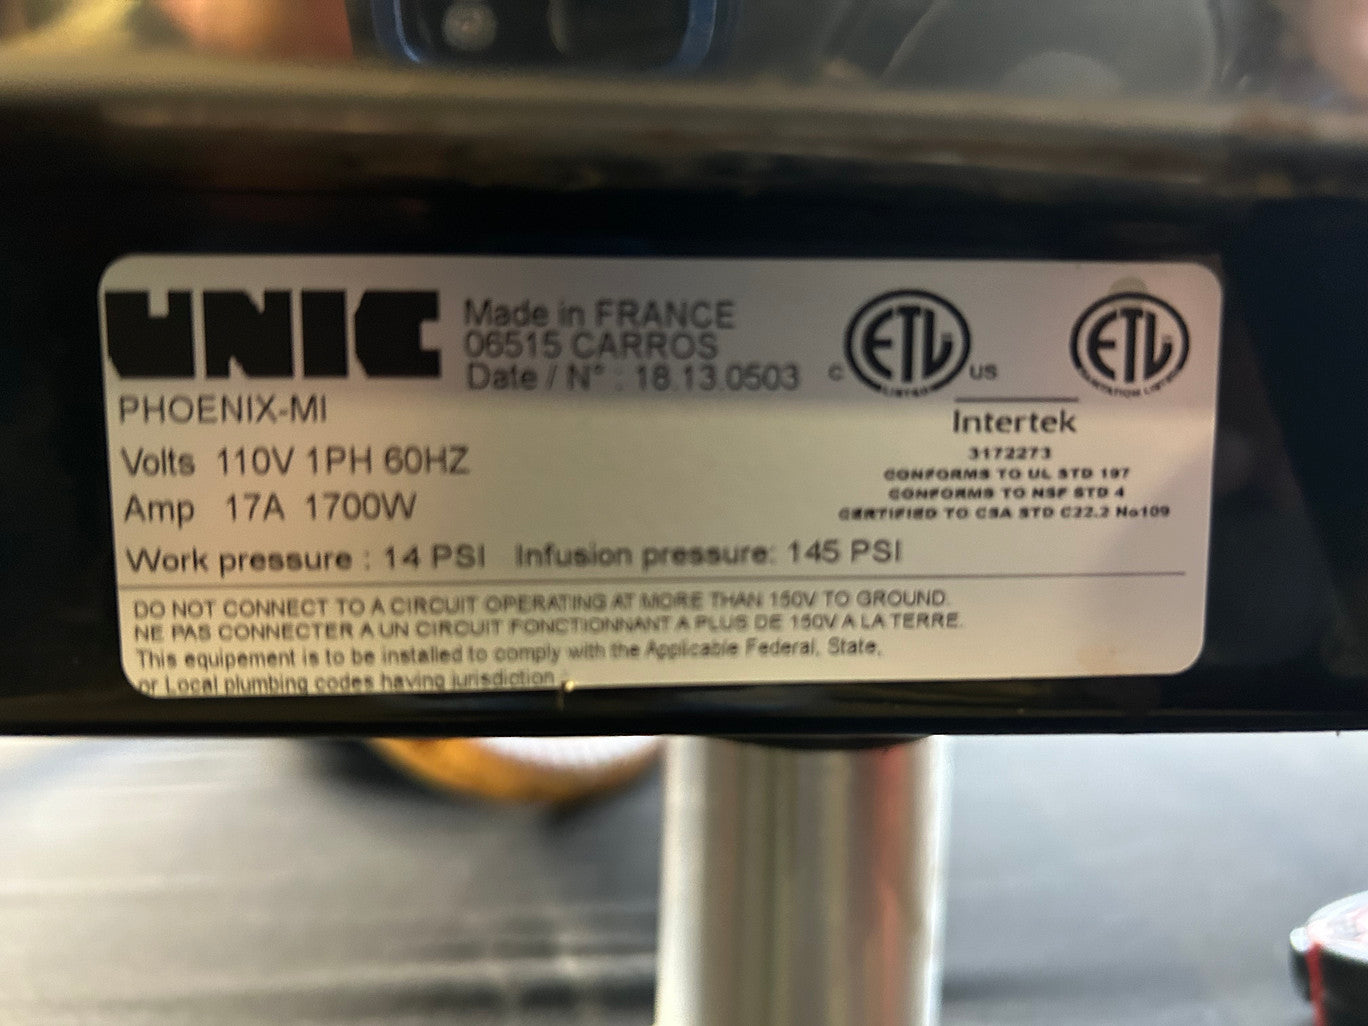 UNIC
Made in FRANCE
06515 CARROS
Date / N° : 18.13.0503
PHOENIX-MI
Volts 110V 1PH 60HZ
Amp 17A 1700W
Work pressure : 14 PSI Infusion pressure: 145 PSI
C ETL US
LISTED
ETL
SANITATION LISTED
Intertek
3172273
CONFORMS TO UL STD 197
CONFORMS TO NSF STD 4
CERTIFIED TO CSA STD C22.2 No109
DO NOT CONNECT TO A CIRCUIT OPERATING AT MORE THAN 150V TO GROUND.
NE PAS CONNECTER A UN CIRCUIT FONCTIONNANT A PLUS DE 150V A LA TERRE.
This equipement is to be installed to comply with the Applicable Federal, State,
or Local plumbing codes having jurisdiction.